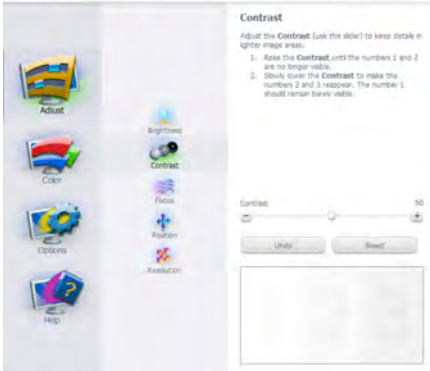 Contrast
Adjust the Contrast (use the slider) to keep details in
lighter image areas.
1. Raise the Contrast until the numbers 1 and 2
are no longer visible.
2. Slowly lower the Contrast to make the
numbers 2 and 3 reappear. The number 1
should remain barely visible.
Adjust
Brightness
Contrast
Color
Focus
Contrast: 50
Position
Options
Undo
Reset
Resolution
Help